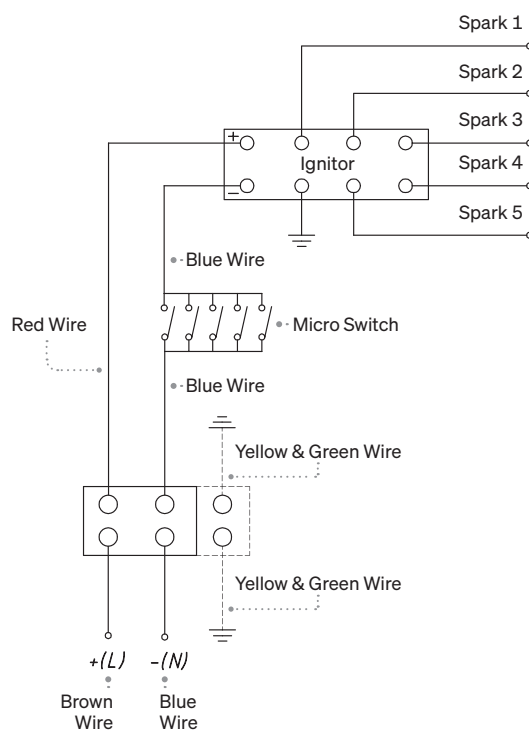 Spark 1
Spark 2
Spark 3
Spark 4
Spark 5
+
Ignitor
–
Blue Wire
Red Wire
Micro Switch
Blue Wire
Yellow & Green Wire
Yellow & Green Wire
+(L)
-(N)
Brown
Wire
Blue
Wire